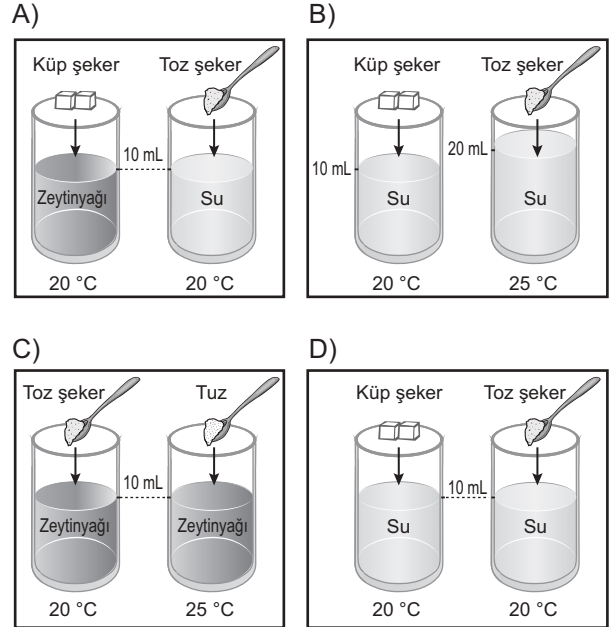 A)
Küp şeker Toz şeker
10 mL
Zeytinyağı Su
20 °C 20 °C
B)
Küp şeker Toz şeker
20 mL
10 mL
Su Su
20 °C 25 °C
C)
Toz şeker Tuz
10 mL
Zeytinyağı Zeytinyağı
20 °C 25 °C
D)
Küp şeker Toz şeker
10 mL
Su Su
20 °C 20 °C